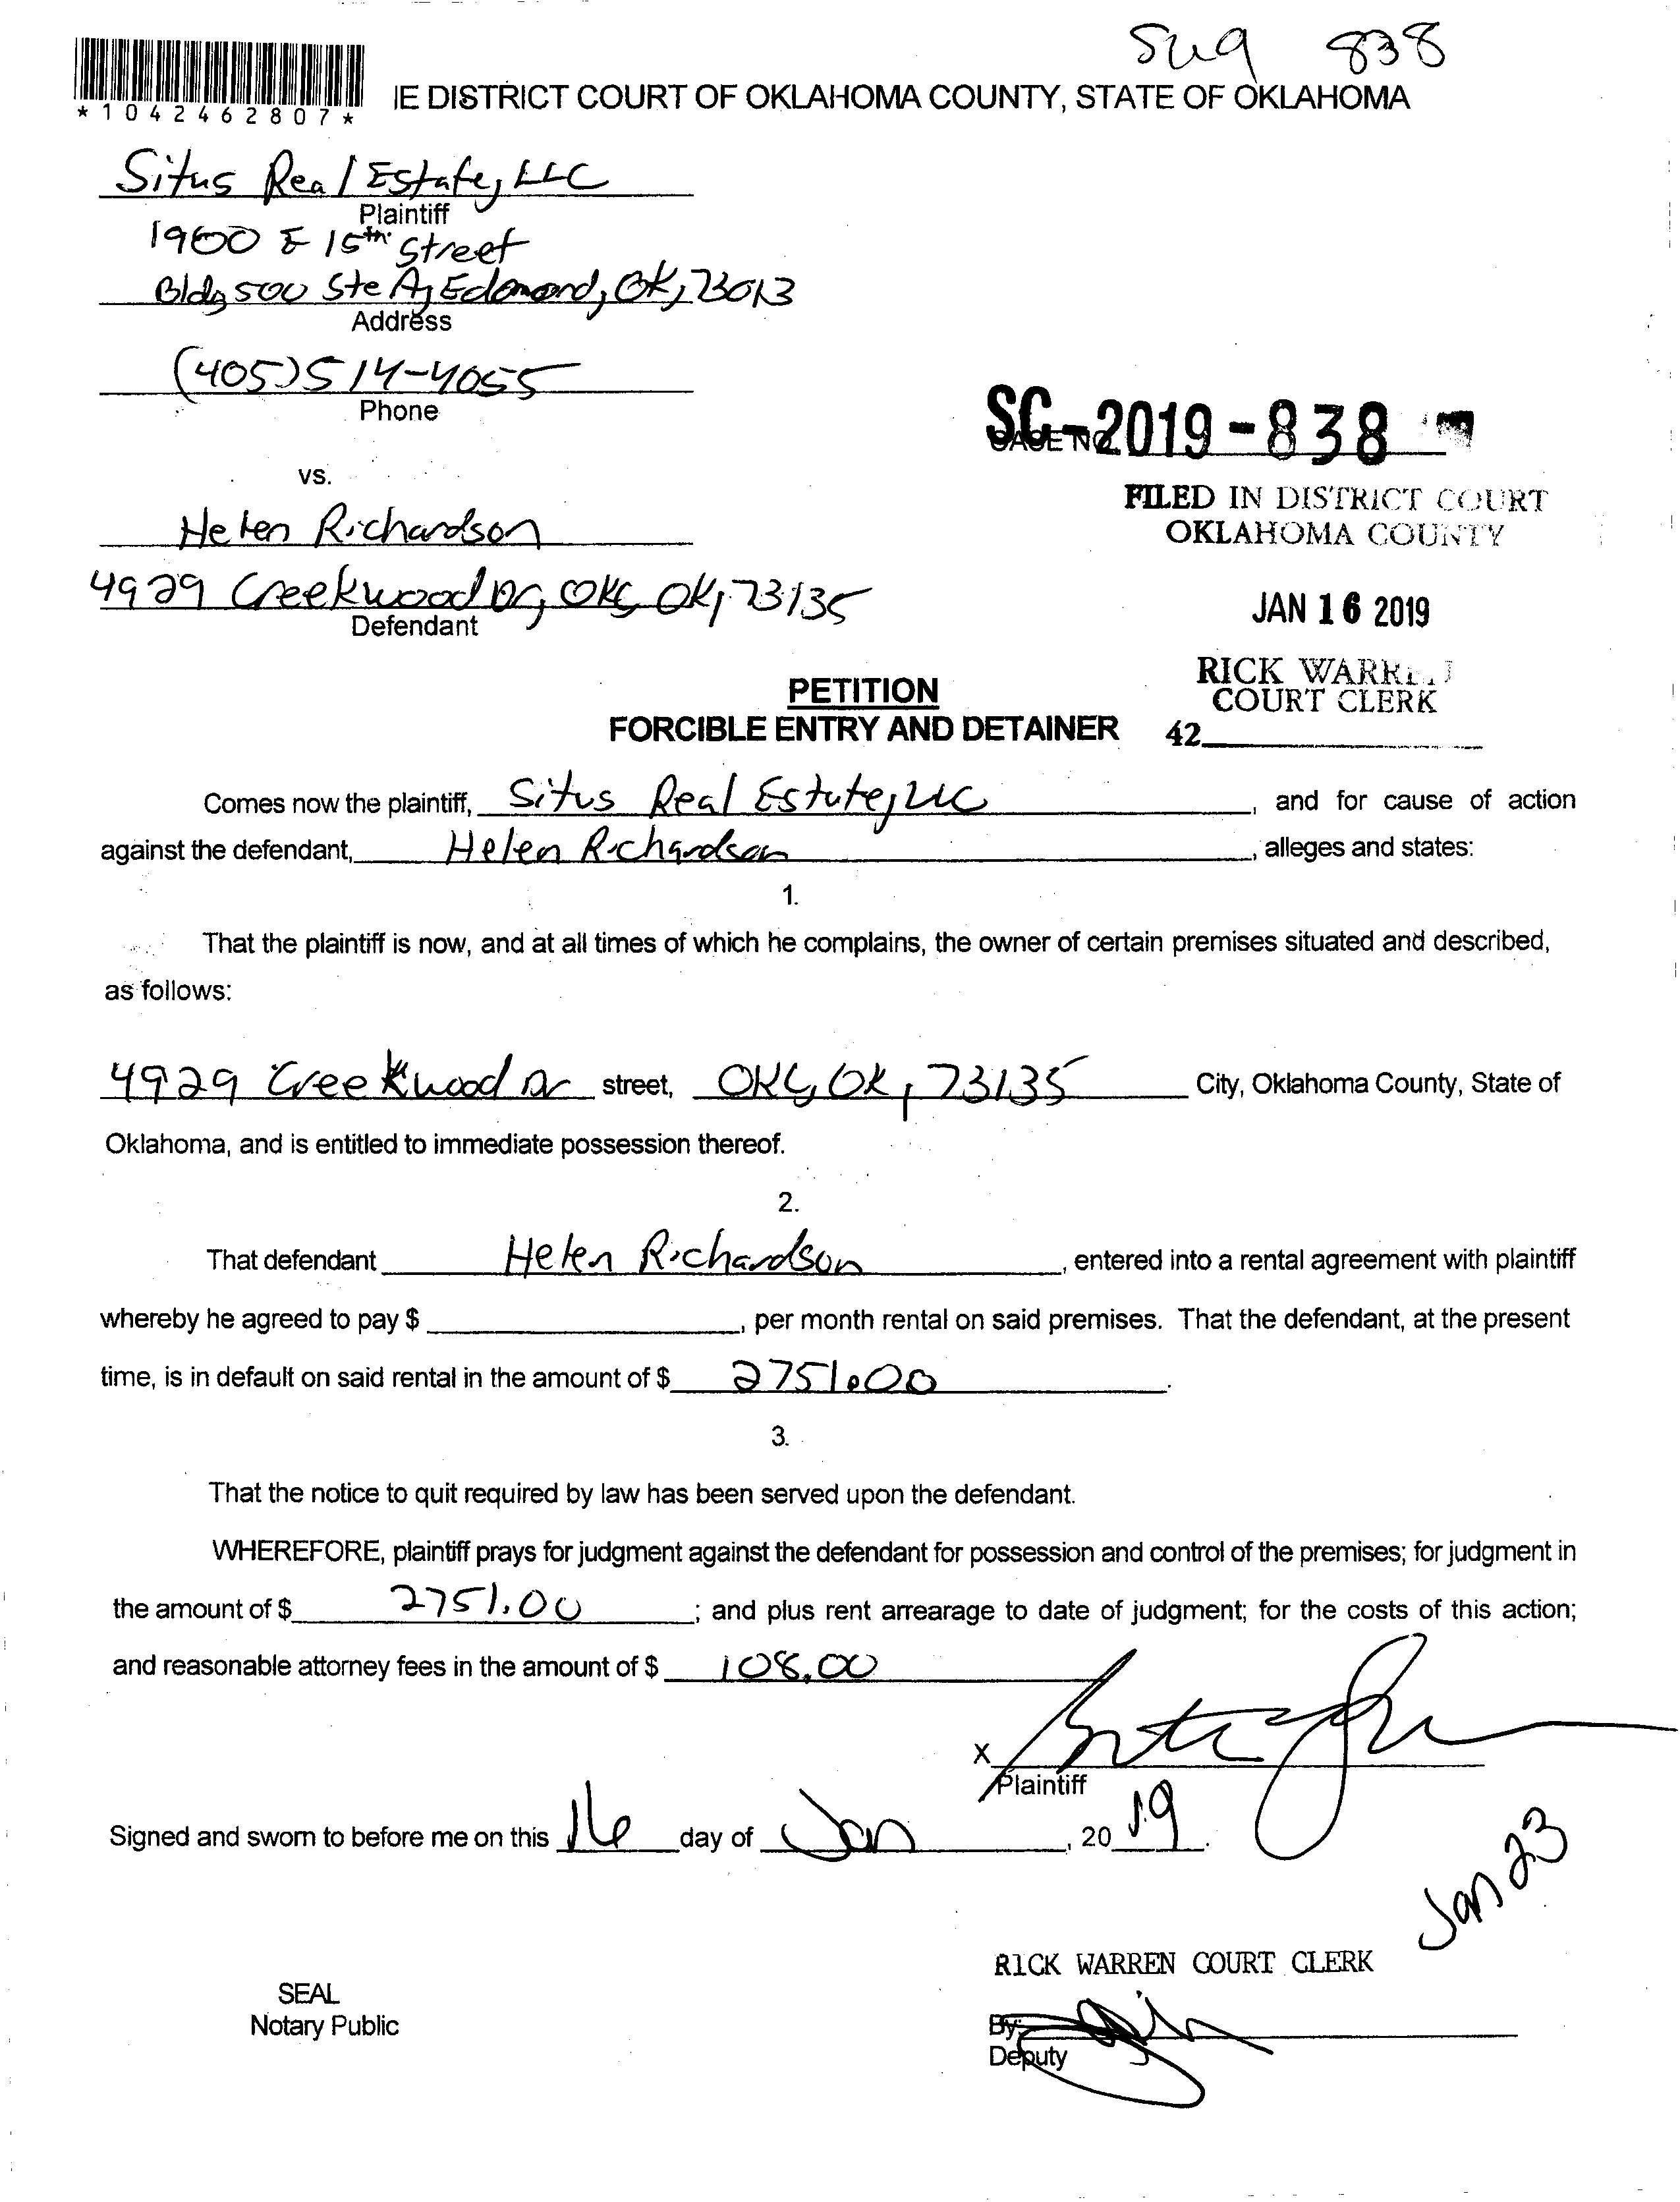 838
*1042462807*
IE DISTRICT COURT OF OKLAHOMA COUNTY, STATE OF OKLAHOMA
Situs Real Estate, LLC
Plaintiff
1900 E 15th Street
Bldg 500 Ste A, Edmond, OK, 73013
Address
(405)514-4055
Phone
SC-2019-838
CASE NO.
vs.
FILED IN DISTRICT COURT
OKLAHOMA COUNTY
Helen Richardson
4929 Creekwood Dr, OKC, OK, 73135
Defendant
JAN 16 2019
RICK WARREN
COURT CLERK
42
PETITION
FORCIBLE ENTRY AND DETAINER
Comes now the plaintiff, Situs Real Estate, LLC, and for cause of action
against the defendant, Helen Richardson, alleges and states:
1.
That the plaintiff is now, and at all times of which he complains, the owner of certain premises situated and described,
as follows:
4929 Creekwood Dr street, OKC, OK, 73135 City, Oklahoma County, State of
Oklahoma, and is entitled to immediate possession thereof.
2.
That defendant Helen Richardson, entered into a rental agreement with plaintiff
whereby he agreed to pay $ , per month rental on said premises. That the defendant, at the present
time, is in default on said rental in the amount of $ 2751.00.
3.
That the notice to quit required by law has been served upon the defendant.
WHEREFORE, plaintiff prays for judgment against the defendant for possession and control of the premises; for judgment in
the amount of $ 2751.00; and plus rent arrearage to date of judgment; for the costs of this action;
and reasonable attorney fees in the amount of $ 108.00
X
Plaintiff
Signed and sworn to before me on this 16 day of Jan, 2019.
Jan 23
RICK WARREN COURT CLERK
SEAL
Notary Public
By:
Deputy